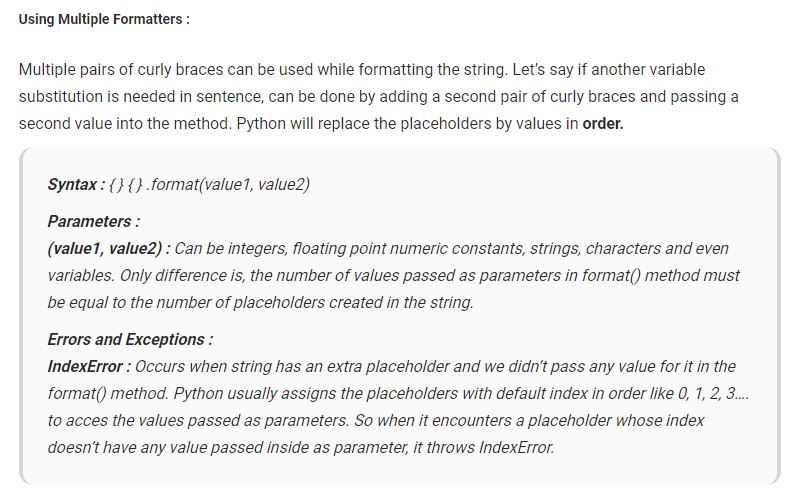 Using Multiple Formatters :
Multiple pairs of curly braces can be used while formatting the string. Let’s say if another variable
substitution is needed in sentence, can be done by adding a second pair of curly braces and passing a
second value into the method. Python will replace the placeholders by values in order.
Syntax : { } { } .format(value1, value2)
Parameters :
(value1, value2) : Can be integers, floating point numeric constants, strings, characters and even
variables. Only difference is, the number of values passed as parameters in format() method must
be equal to the number of placeholders created in the string.
Errors and Exceptions :
IndexError : Occurs when string has an extra placeholder and we didn’t pass any value for it in the
format() method. Python usually assigns the placeholders with default index in order like 0, 1, 2, 3….
to acces the values passed as parameters. So when it encounters a placeholder whose index
doesn’t have any value passed inside as parameter, it throws IndexError.